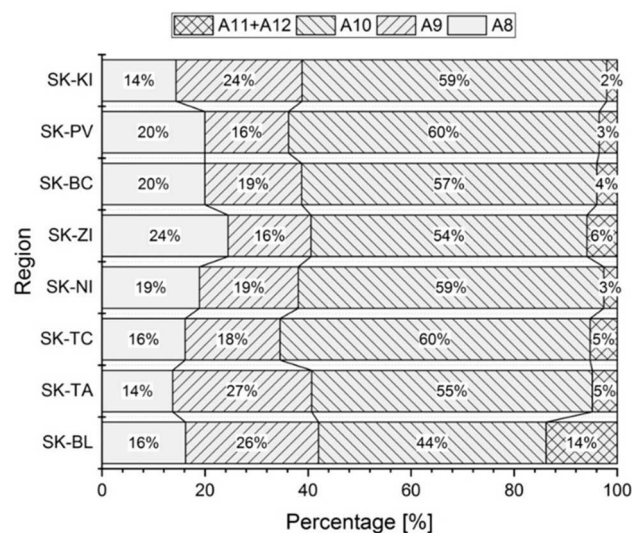 A11+A12 A10 A9 A8
SK-KI 14% 24% 59% 2%
SK-PV 20% 16% 60% 3%
SK-BC 20% 19% 57% 4%
SK-ZI 24% 16% 54% 6%
SK-NI 19% 19% 59% 3%
SK-TC 16% 18% 60% 5%
SK-TA 14% 27% 55% 5%
SK-BL 16% 26% 44% 14%
Region
0 20 40 60 80 100
Percentage [%]